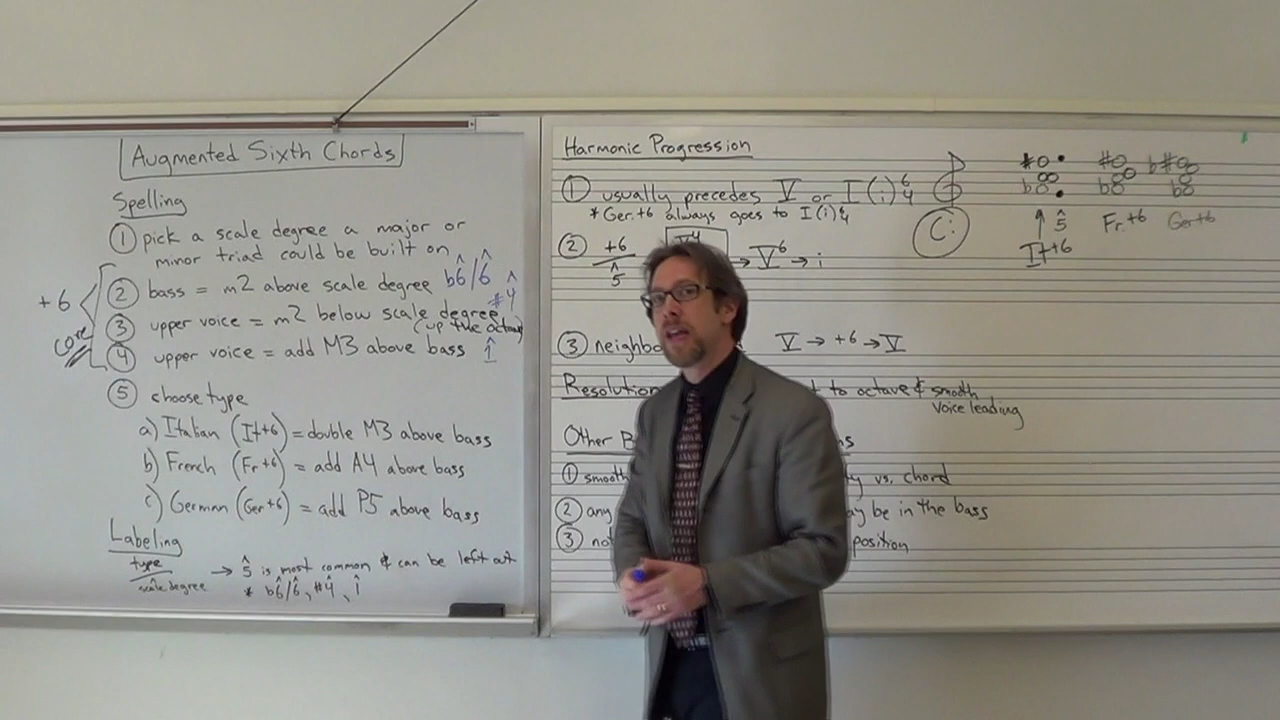 Augmented Sixth Chords
Spelling
① pick a scale degree a major or
minor triad could be built on
+6
core
② bass = m2 above scale degree b6̂/6̂
③ upper voice = m2 below scale degree #4̂
(up the octave)
④ upper voice = add M3 above bass 1̂
⑤ choose type
a) Italian (It+6) = double M3 above bass
b) French (Fr+6) = add A4 above bass
c) German (Ger+6) = add P5 above bass
Labeling
type
scale degree
→ 5̂ is most common & can be left out
* b6̂/6̂, #4̂, 1̂
Harmonic Progression
① usually precedes V or I(i)6 4
* Ger.+6 always goes to I(i)6 4
② +6
5̂
→ V6 → i
③ neighbo
V → +6 → V
Resolution
t to octave & smooth
voice leading
Other B
ns
① smooth
y vs. chord
② any
ay be in the bass
③ no
position
C:
5̂
It+6
Fr.+6
Ger+6